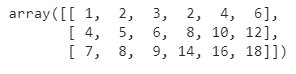 array([[ 1,  2,  3,  2,  4,  6],
       [ 4,  5,  6,  8, 10, 12],
       [ 7,  8,  9, 14, 16, 18]])